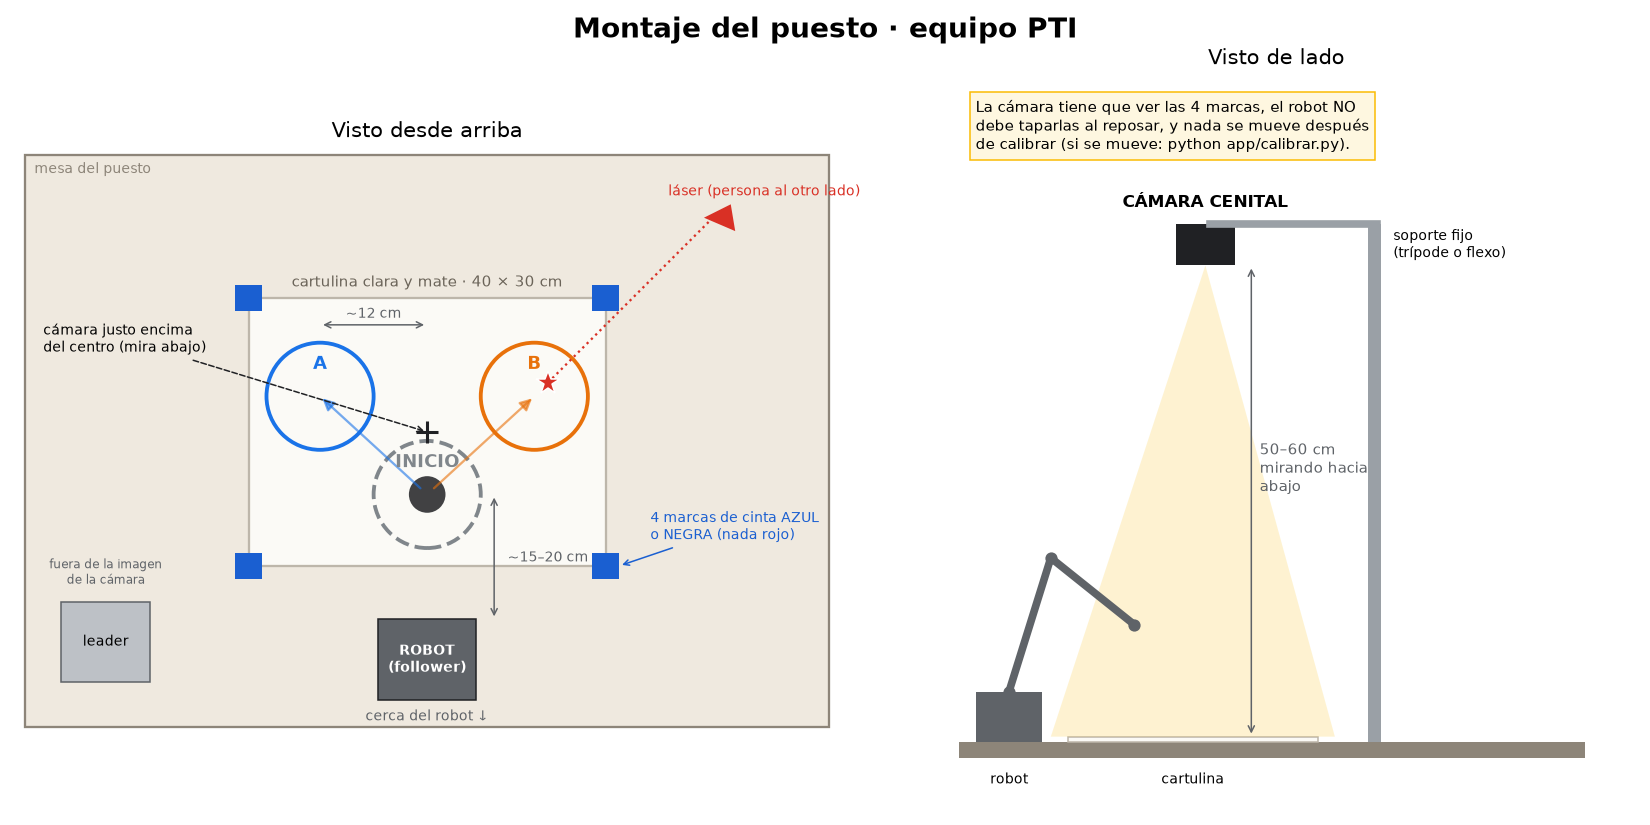 Montaje del puesto · equipo PTI
Visto desde arriba
mesa del puesto
láser (persona al otro lado)
cartulina clara y mate · 40 × 30 cm
~12 cm
cámara justo encima
del centro (mira abajo)
A
B
INICIO
4 marcas de cinta AZUL
o NEGRA (nada rojo)
~15–20 cm
fuera de la imagen
de la cámara
leader
ROBOT
(follower)
cerca del robot ↓
Visto de lado
La cámara tiene que ver las 4 marcas, el robot NO
debe taparlas al reposar, y nada se mueve después
de calibrar (si se mueve: python app/calibrar.py).
CÁMARA CENITAL
soporte fijo
(trípode o flexo)
50–60 cm
mirando hacia
abajo
robot
cartulina